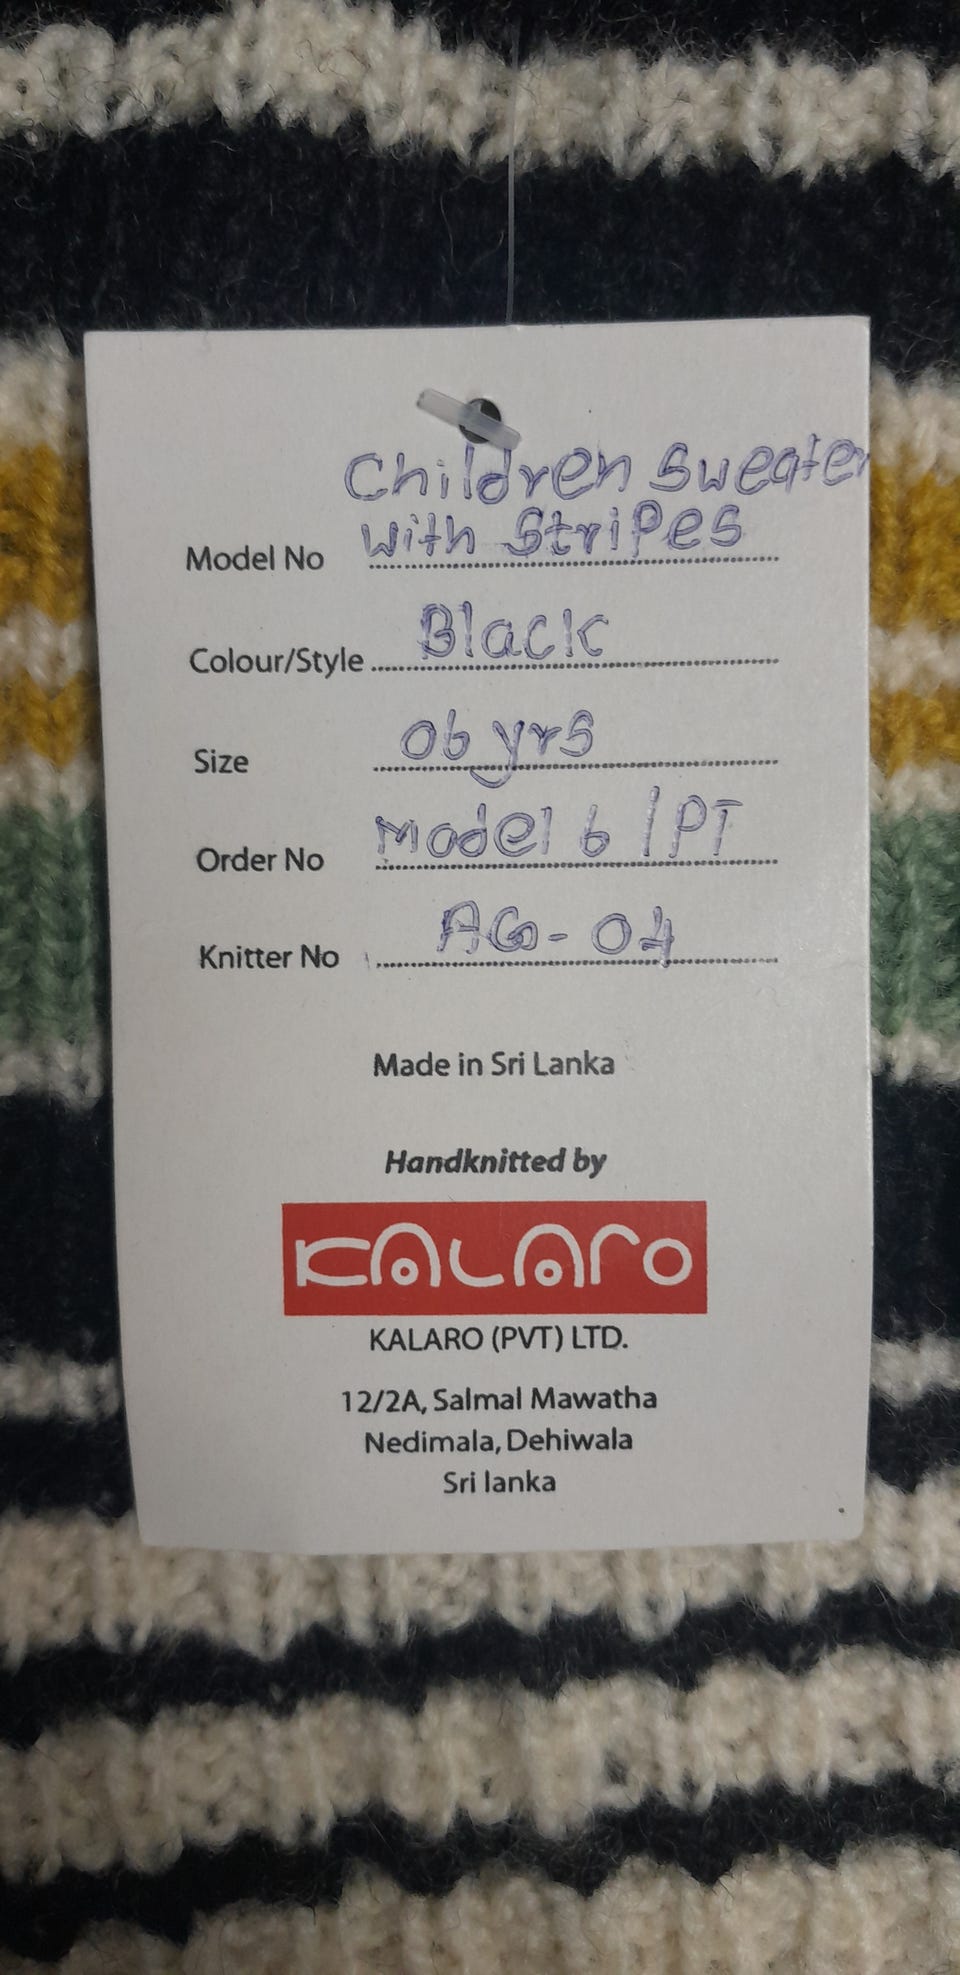 Children Sweater
Model No with Stripes
Colour/Style Black
Size 06 yrs
Order No Model 6 / PT
Knitter No AG - 04
Made in Sri Lanka
Handknitted by
KALARO
KALARO (PVT) LTD.
12/2A, Salmal Mawatha
Nedimala, Dehiwala
Sri lanka